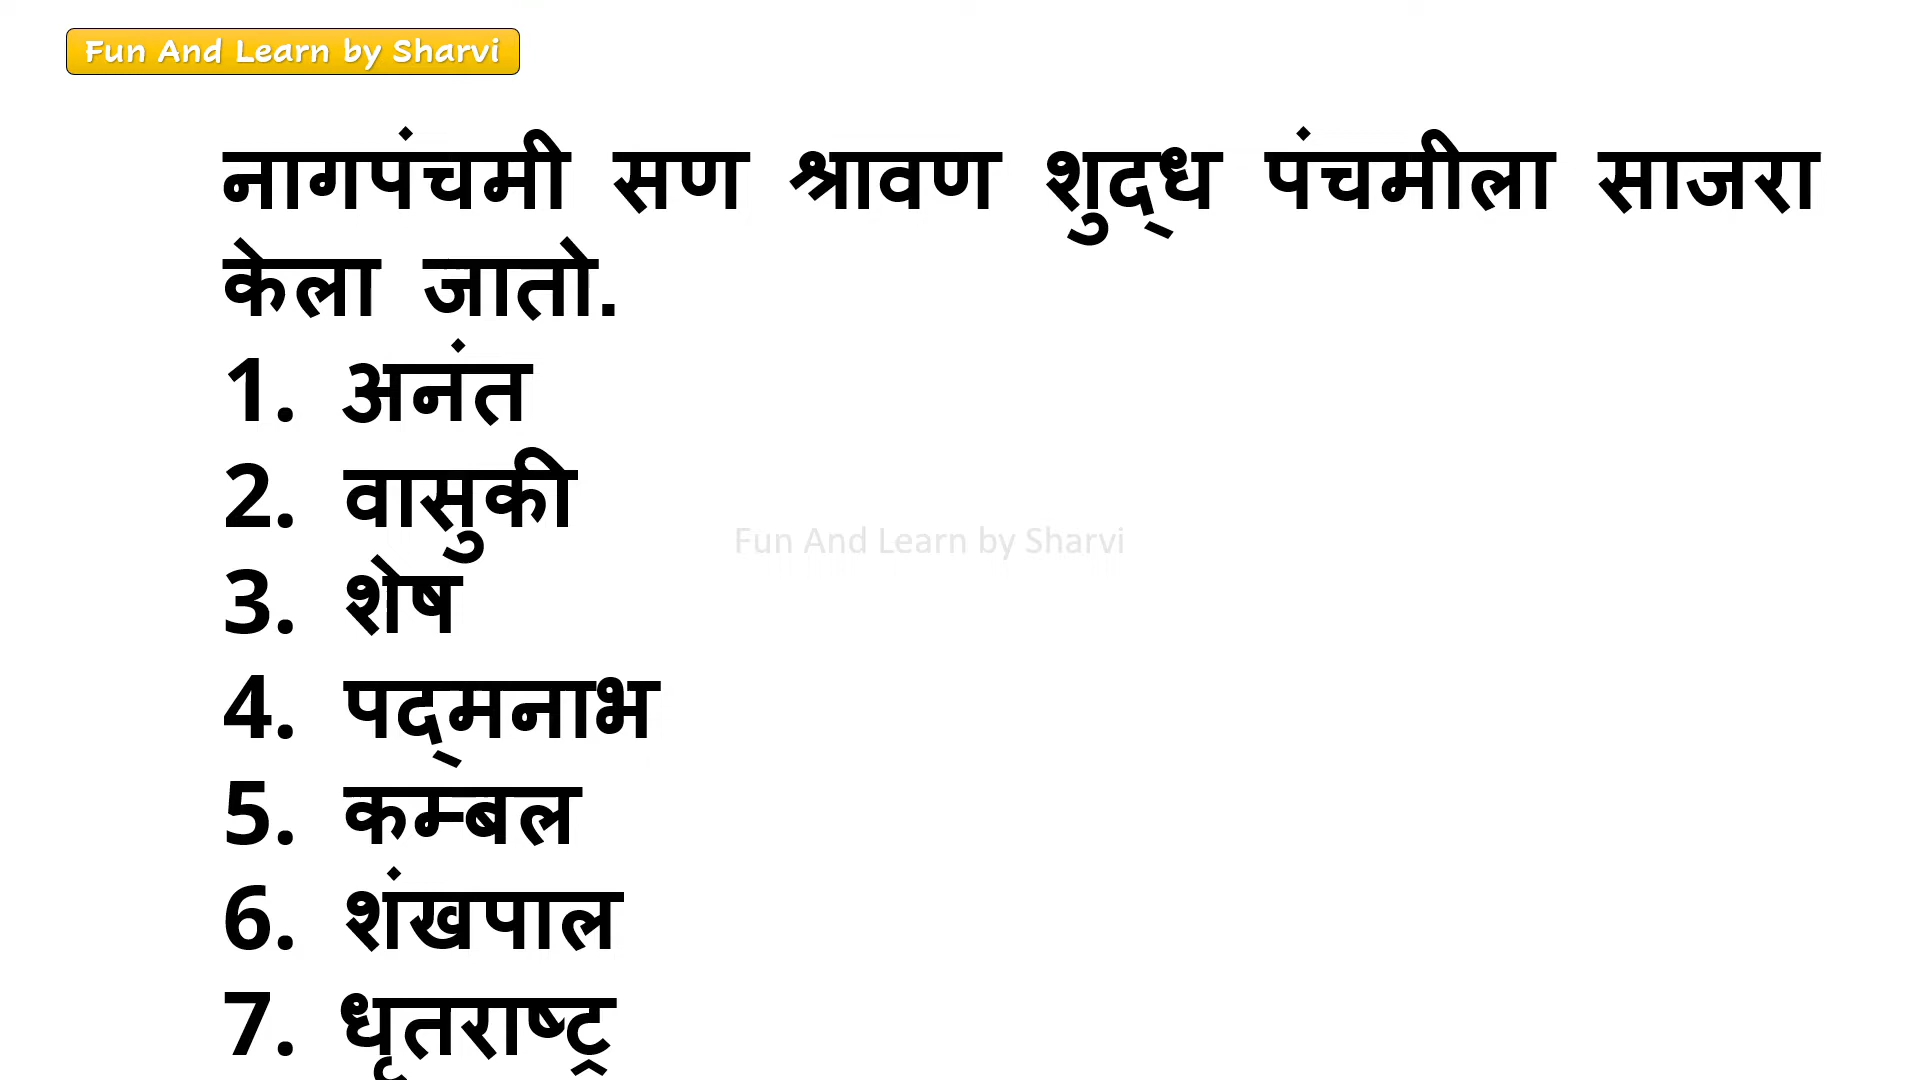 Fun And Learn by Sharvi
नागपंचमी सण श्रावण शुद्ध पंचमीला साजरा
केला जातो.
1. अनंत
2. वासुकी
3. शेष
4. पद्मनाभ
Fun And Learn by Sharvi
5. कम्बल
6. शंखपाल
7. धृतराष्ट्र